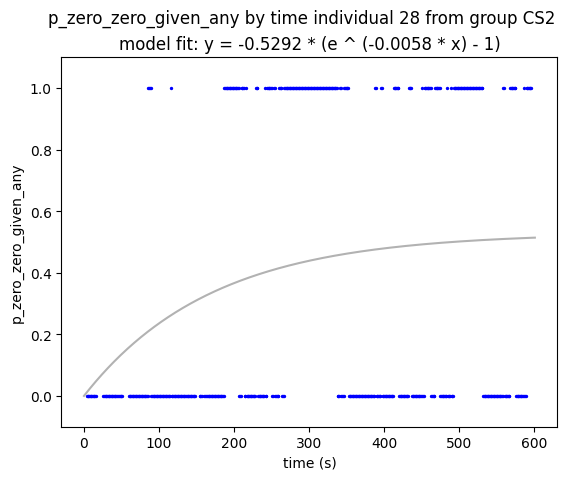 p_zero_zero_given_any by time individual 28 from group CS2
model fit: y = -0.5292 * (e ^ (-0.0058 * x) - 1)
p_zero_zero_given_any
1.0
0.8
0.6
0.4
0.2
0.0
0 100 200 300 400 500 600
time (s)